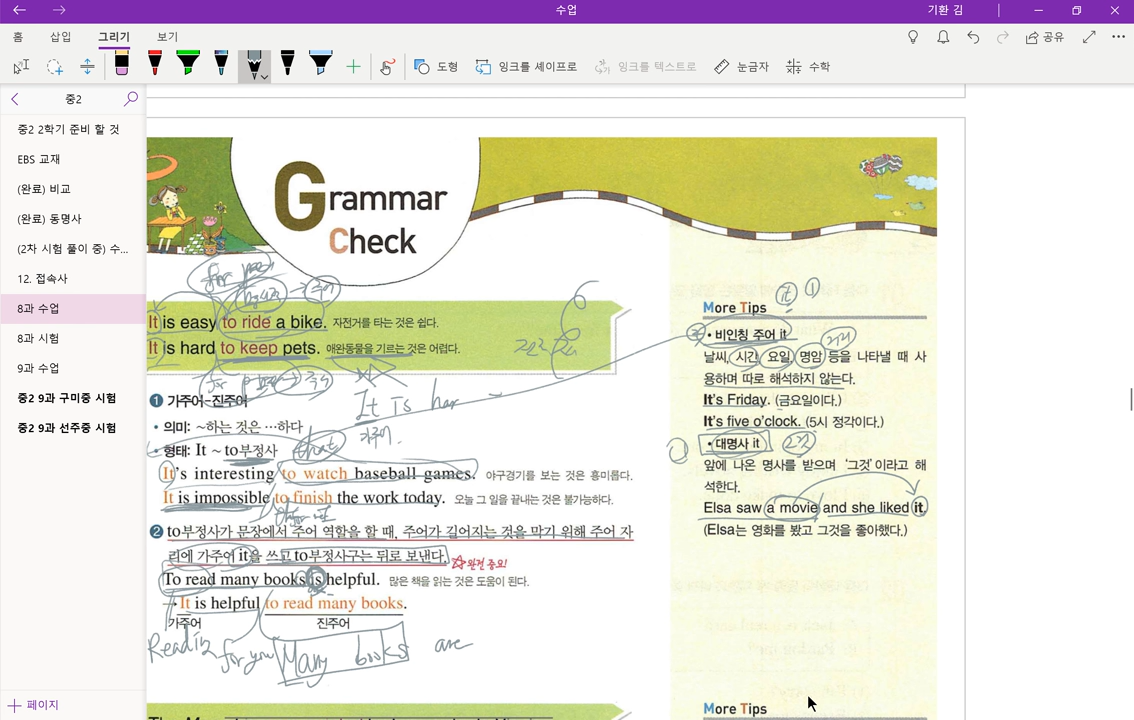 수업
기환 김
홈
삽입
그리기
보기
공유
도형
잉크를 셰이프로
잉크를 텍스트로
눈금자
수학
중2
중2 2학기 준비 할 것
EBS 교재
(완료) 비교
(완료) 동명사
(2차 시험 풀이 중) 수...
12. 접속사
8과 수업
8과 시험
9과 수업
중2 9과 구미중 시험
중2 9과 선주중 시험
페이지
Grammar
Check
It is easy to ride a bike. 자전거를 타는 것은 쉽다.
It is hard to keep pets. 애완동물을 기르는 것은 어렵다.
주어
It is har
가주어.
1 가주어-진주어
• 의미: ~하는 것은 …하다
• 형태: It ~ to부정사
that
It's interesting to watch baseball games. 야구경기를 보는 것은 흥미롭다.
It is impossible to finish the work today. 오늘 그 일을 끝내는 것은 불가능하다.
2 to부정사가 문장에서 주어 역할을 할 때, 주어가 길어지는 것을 막기 위해 주어 자
리에 가주어 it을 쓰고 to부정사구는 뒤로 보낸다.
☆완전 중요!
To read many books is helpful. 많은 책을 읽는 것은 도움이 된다.
→ It is helpful to read many books.
가주어
진주어
for you
Many books are
More Tips
it ①
• 비인칭 주어 it
거리
날씨, 시간, 요일, 명암 등을 나타낼 때 사
용하며 따로 해석하지 않는다.
It's Friday. (금요일이다.)
It's five o'clock. (5시 정각이다.)
• 대명사 it
그것
앞에 나온 명사를 받으며 '그것'이라고 해
석한다.
Elsa saw a movie and she liked it.
(Elsa는 영화를 봤고 그것을 좋아했다.)
More Tips